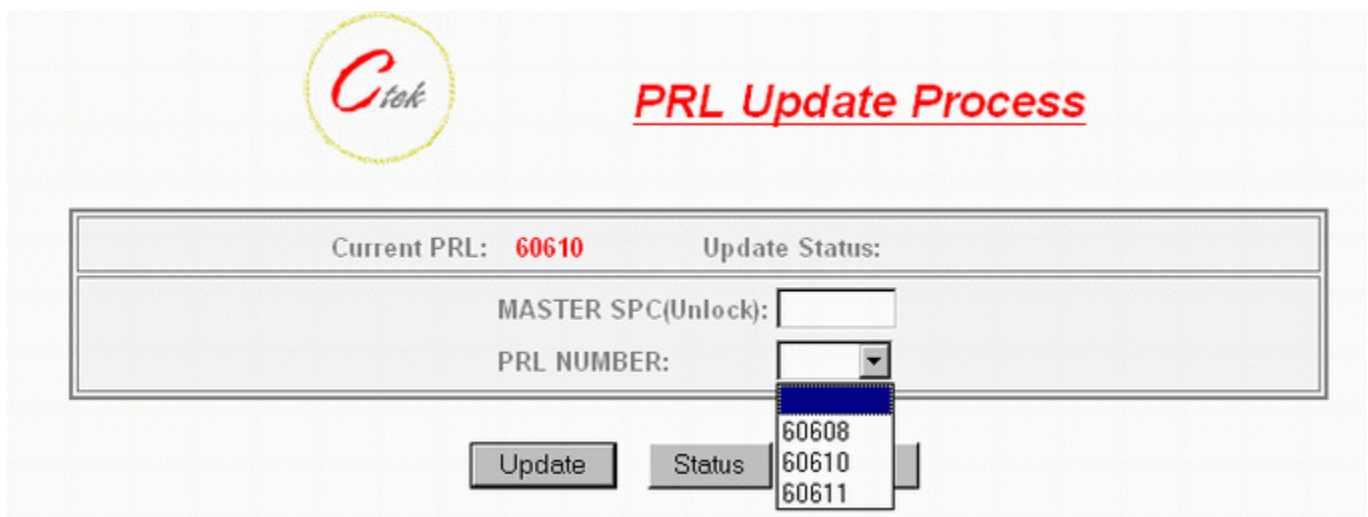 Ctek
PRL Update Process
Current PRL: 60610 Update Status:
MASTER SPC(Unlock):
PRL NUMBER:
60608
60610
60611
Update Status